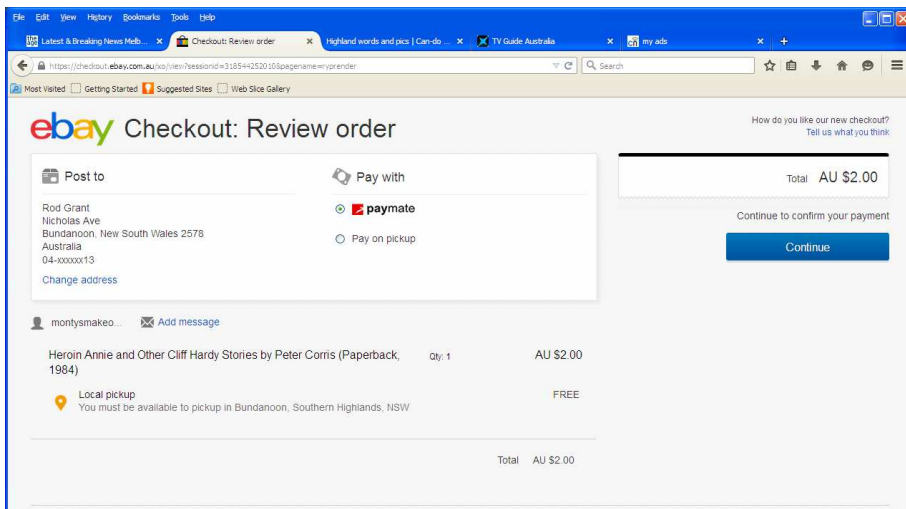 File Edit View History Bookmarks Tools Help
the age Latest & Breaking News Melb... × Checkout: Review order × Highland words and pics | Can-do ... × TV Guide Australia × my ads × +
https://checkout.ebay.com.au/xo/view?sessionid=318544252010&pagename=ryprender Search
Most Visited Getting Started Suggested Sites Web Slice Gallery
ebay Checkout: Review order
How do you like our new checkout?
Tell us what you think
Post to
Pay with
Total AU $2.00
Rod Grant
Nicholas Ave
Bundanoon, New South Wales 2578
Australia
04-xxxxxx13
Change address
paymate
Pay on pickup
Continue to confirm your payment
Continue
montysmakeo... Add message
Heroin Annie and Other Cliff Hardy Stories by Peter Corris (Paperback, Qty: 1 AU $2.00
1984)
Local pickup FREE
You must be available to pickup in Bundanoon, Southern Highlands, NSW
Total AU $2.00